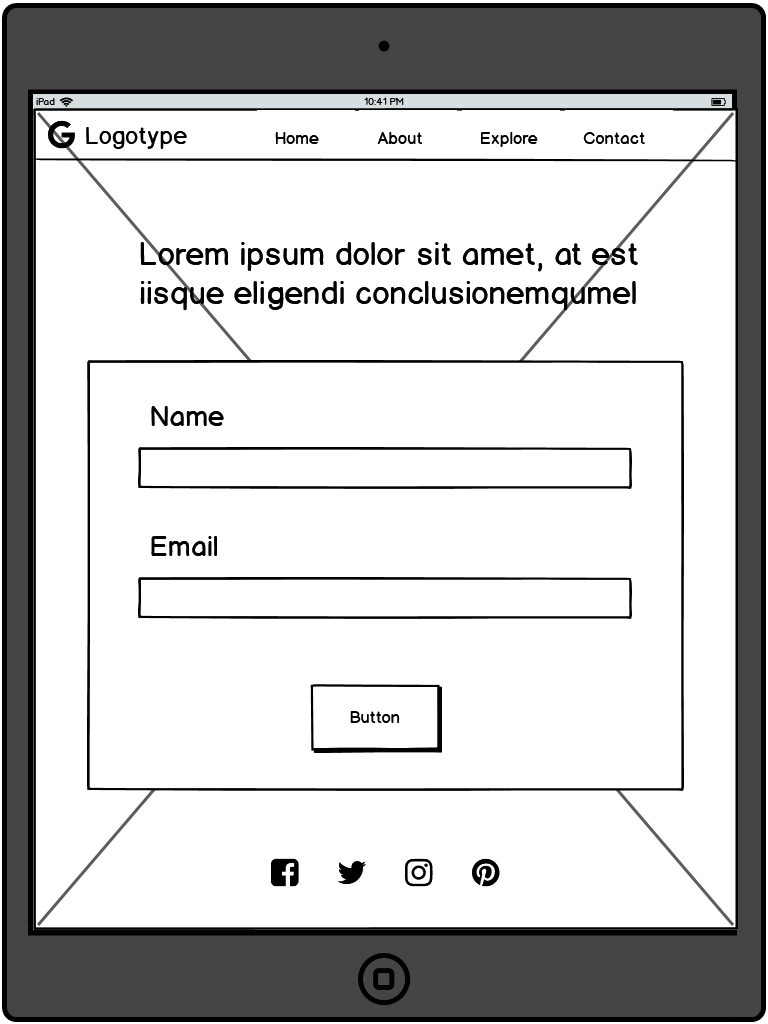 iPad 10:41 PM
Logotype Home About Explore Contact
Lorem ipsum dolor sit amet, at est
iisque eligendi conclusionemqumel
Name
Email
Button